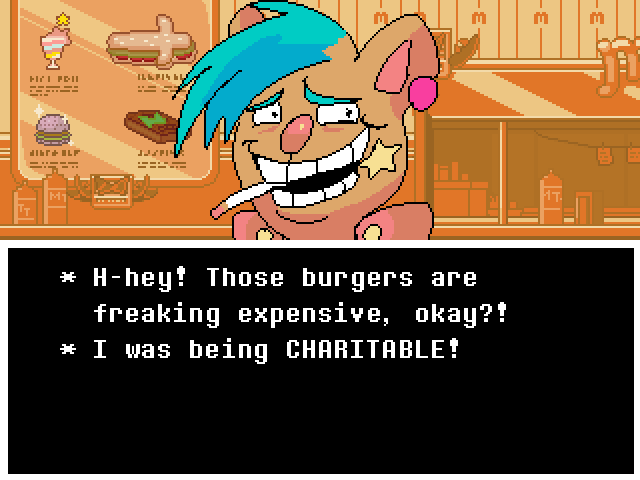 * H-hey! Those burgers are
freaking expensive, okay?!
* I was being CHARITABLE!